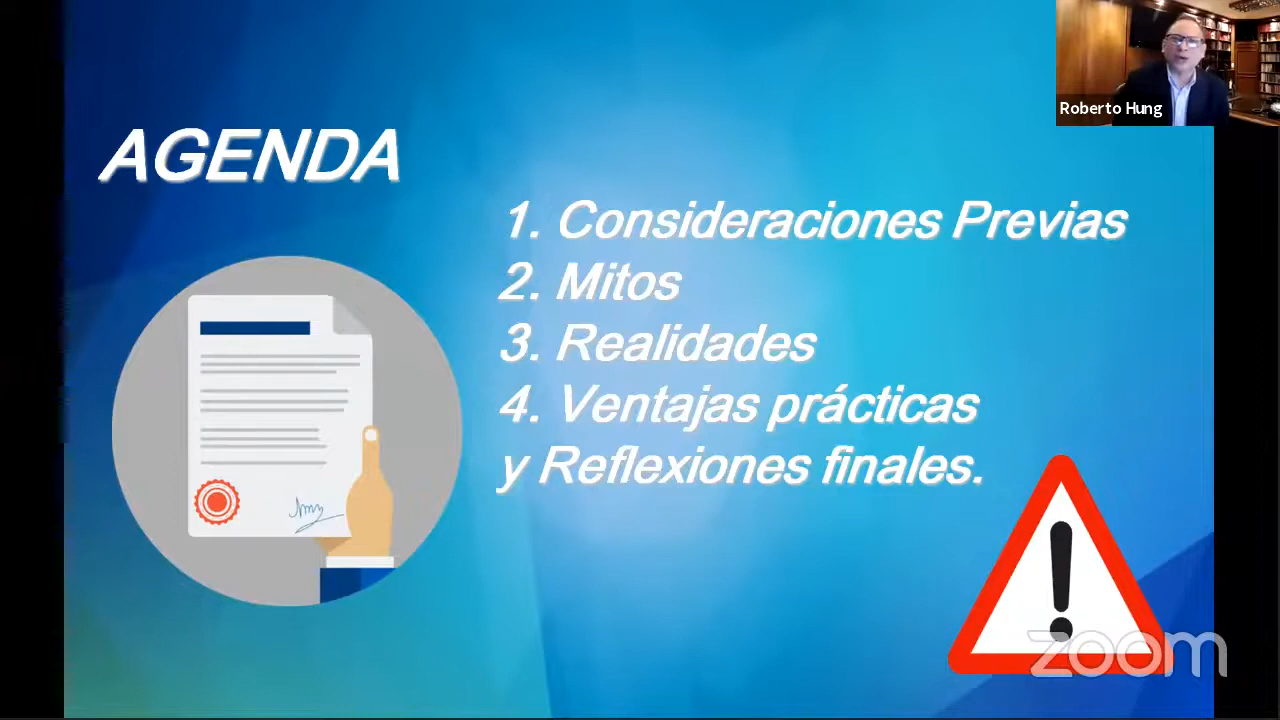 Roberto Hung
AGENDA
1. Consideraciones Previas
2. Mitos
3. Realidades
4. Ventajas prácticas
y Reflexiones finales.
zoom